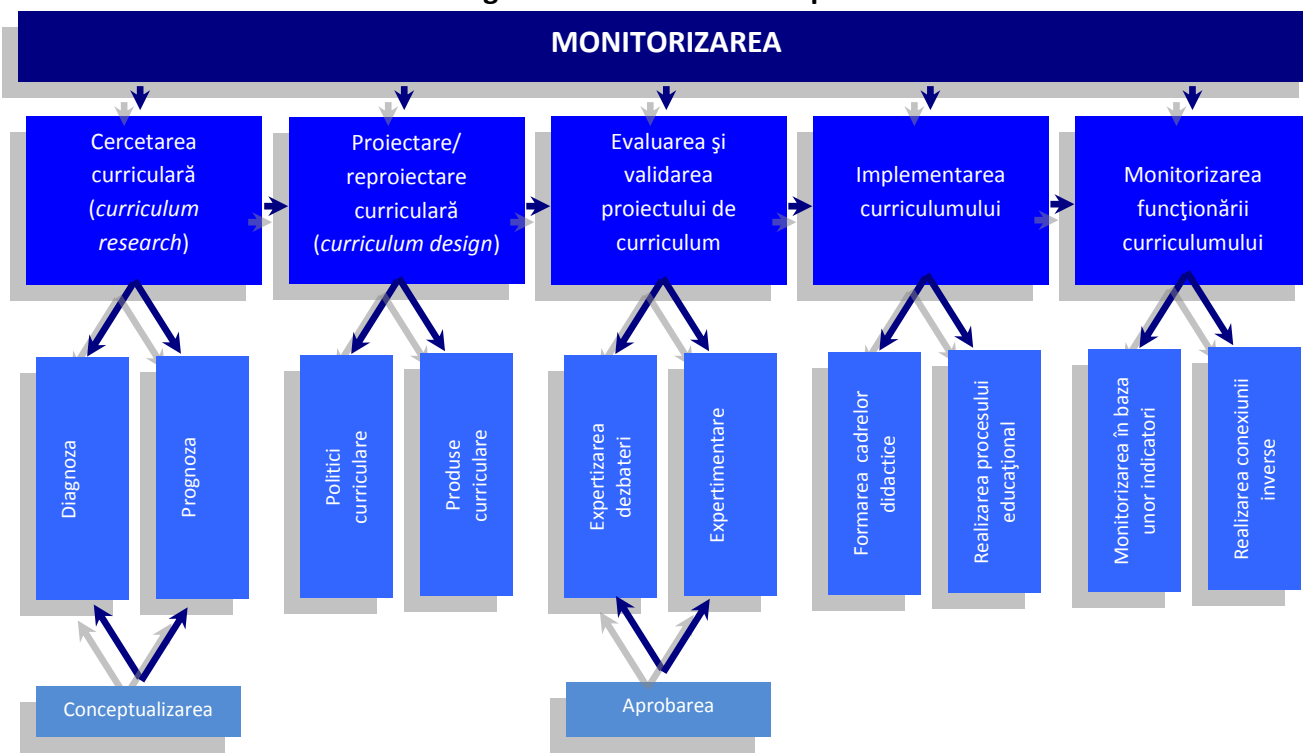 MONITORIZAREA
Cercetarea
curriculară
(curriculum
research)
Proiectare/
reproiectare
curriculară
(curriculum design)
Evaluarea şi
validarea
proiectului de
curriculum
Implementarea
curriculumului
Monitorizarea
funcţionării
curriculumului
Diagnoza
Prognoza
Politici
curriculare
Produse
curriculare
Expertizarea
dezbateri
Expertimentare
Formarea cadrelor
didactice
Realizarea procesului
educaţional
Monitorizarea în baza
unor indicatori
Realizarea conexiunii
inverse
Conceptualizarea
Aprobarea